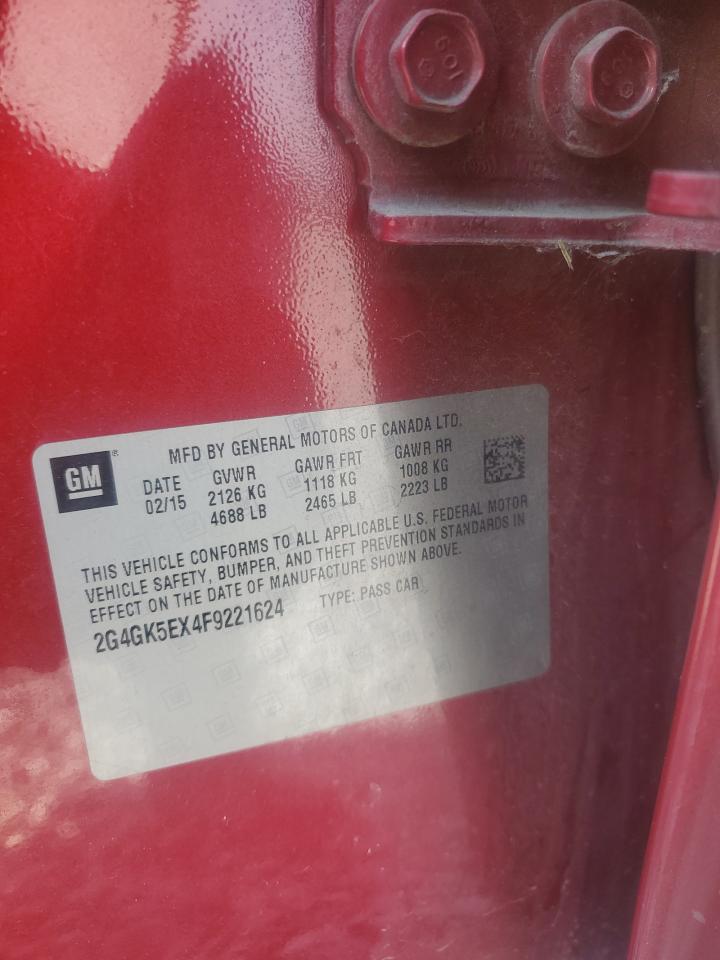 109
GM
MFD BY GENERAL MOTORS OF CANADA LTD.
DATE GVWR GAWR FRT GAWR RR
02/15 2126 KG 1118 KG 1008 KG
4688 LB 2465 LB 2223 LB
THIS VEHICLE CONFORMS TO ALL APPLICABLE U.S. FEDERAL MOTOR
VEHICLE SAFETY, BUMPER, AND THEFT PREVENTION STANDARDS IN
EFFECT ON THE DATE OF MANUFACTURE SHOWN ABOVE.
2G4GK5EX4F9221624 TYPE: PASS CAR